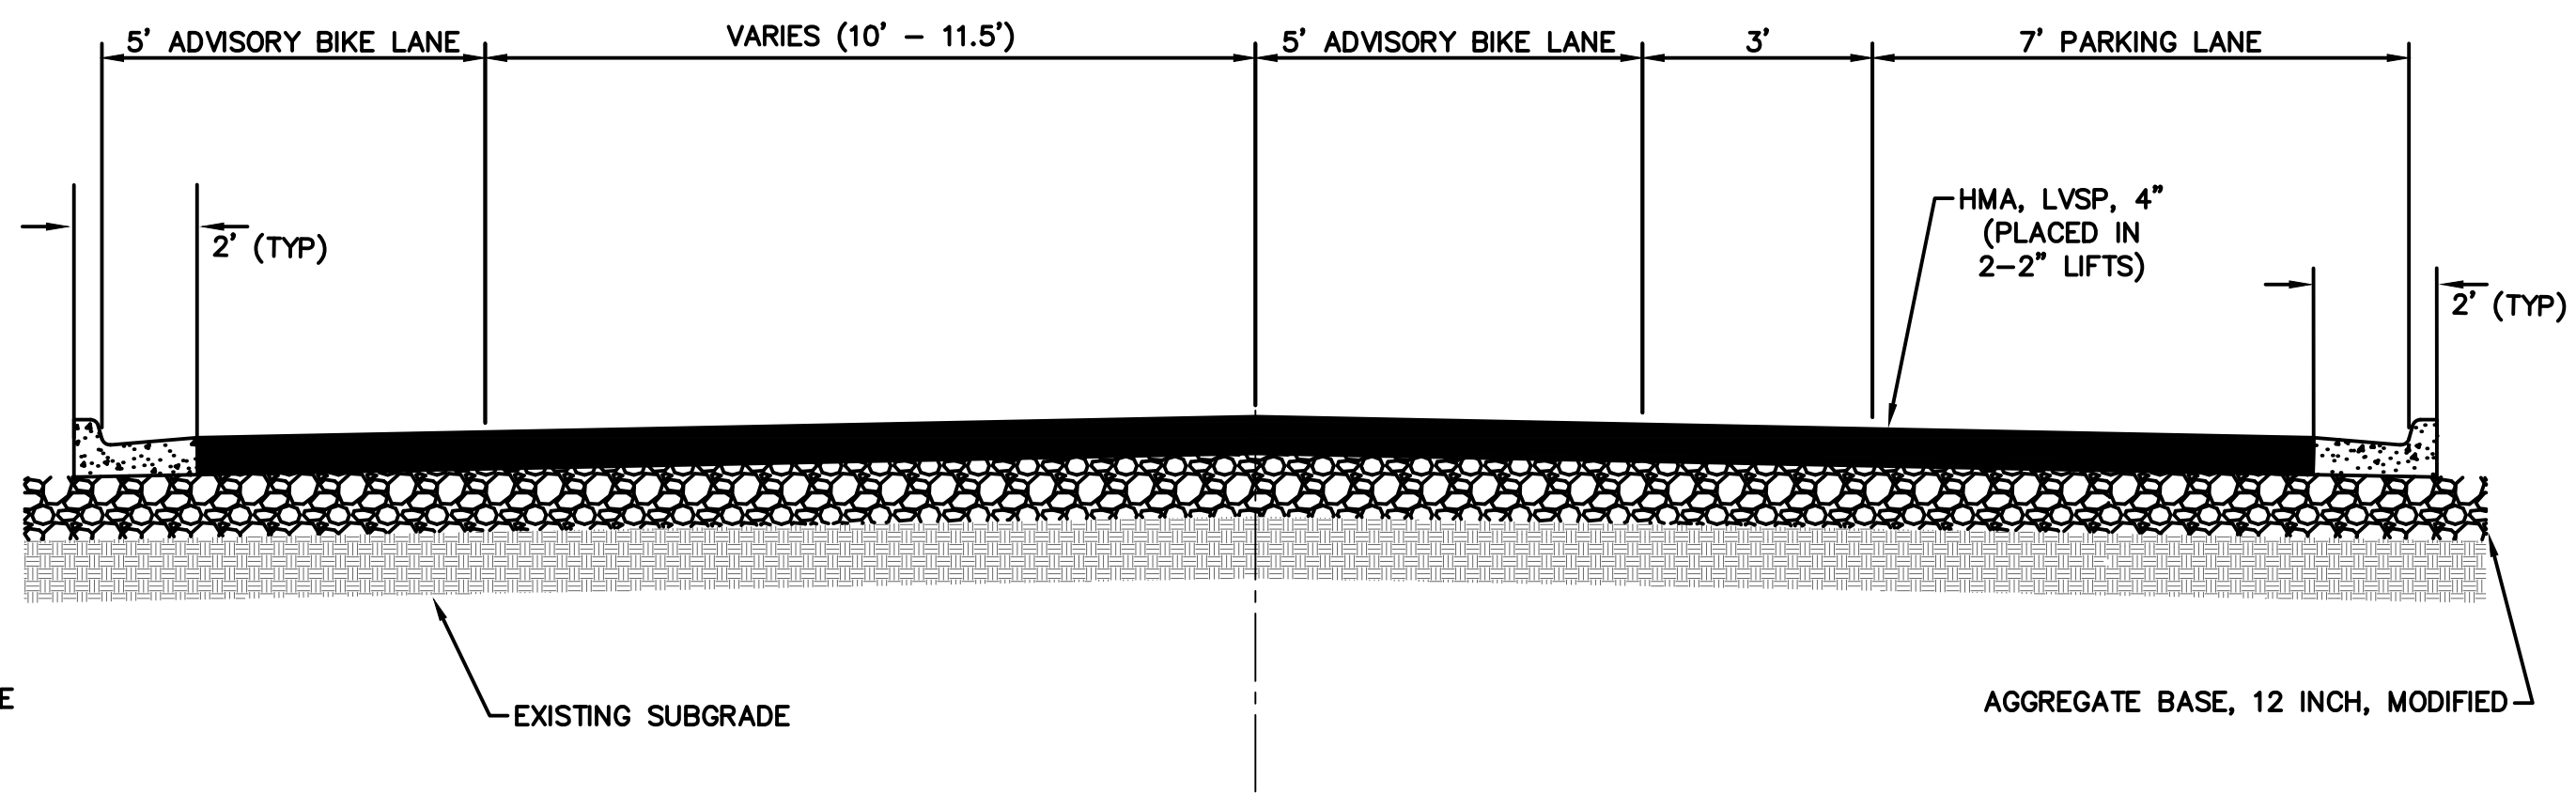 5' ADVISORY BIKE LANE
VARIES (10' - 11.5')
5' ADVISORY BIKE LANE
3'
7' PARKING LANE
2' (TYP)
HMA, LVSP, 4"
(PLACED IN
2-2" LIFTS)
2' (TYP)
E
EXISTING SUBGRADE
AGGREGATE BASE, 12 INCH, MODIFIED